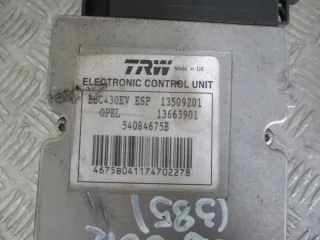 TRW Made in UK
ELECTRONIC CONTROL UNIT
EBC430EV ESP 13509201
OPEL 13663901
54084675B
4675B041174702278
(385)